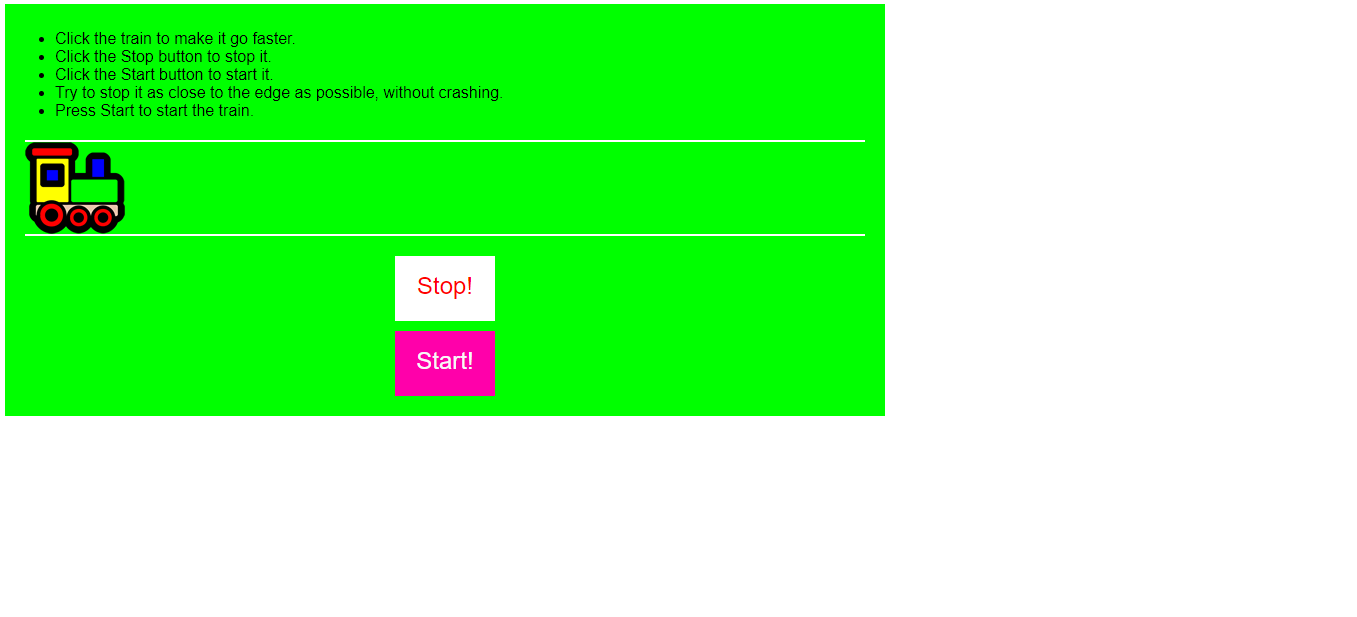 Click the train to make it go faster.
Click the Stop button to stop it.
Click the Start button to start it.
Try to stop it as close to the edge as possible, without crashing.
Press Start to start the train.
Stop!
Start!